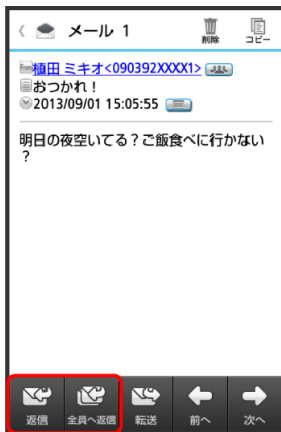 メール 1
削除
コピー
From 植田 ミキオ<090392XXXX1>
おつかれ！
2013/09/01 15:05:55
明日の夜空いてる？ご飯食べに行かない
？
返信
全員へ返信
転送
前へ
次へ